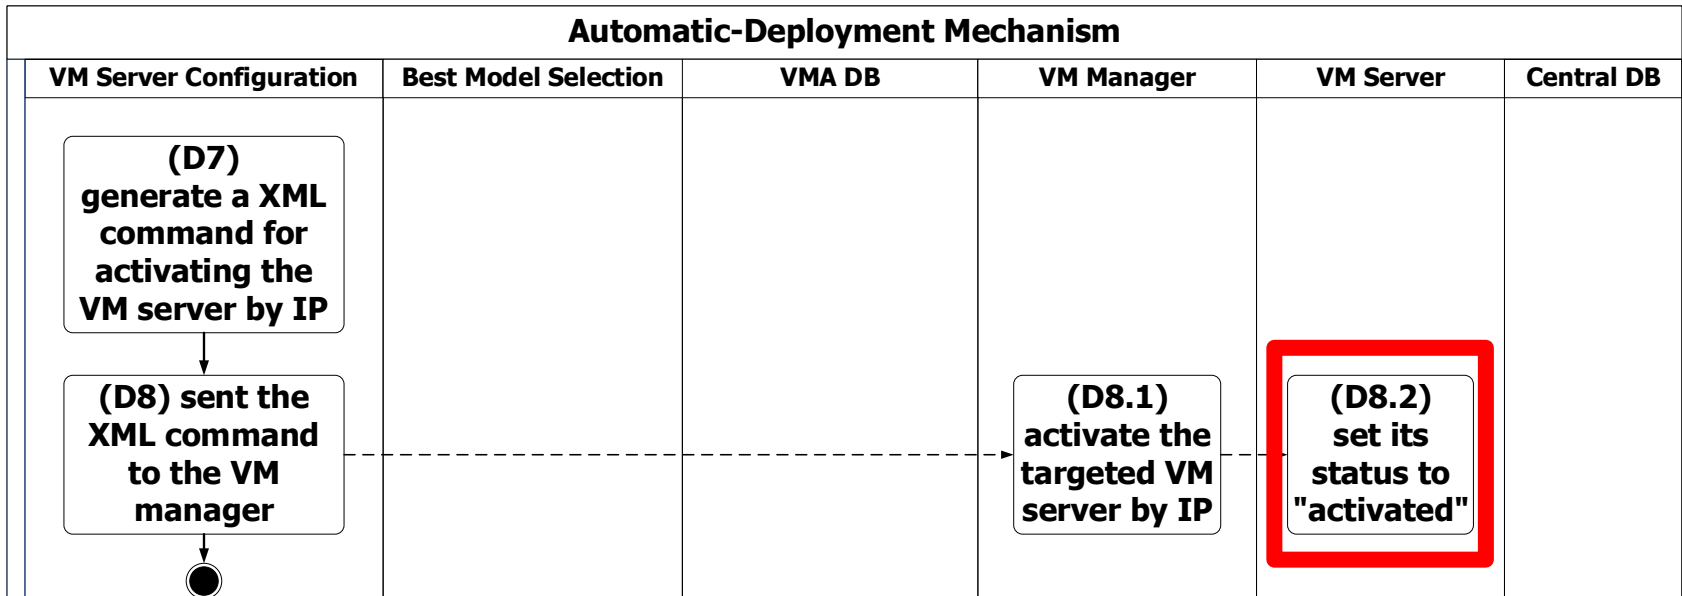 Automatic-Deployment Mechanism
VM Server Configuration
Best Model Selection
VMA DB
VM Manager
VM Server
Central DB
(D7)
generate a XML
command for
activating the
VM server by IP
(D8) sent the
XML command
to the VM
manager
(D8.1)
activate the
targeted VM
server by IP
(D8.2)
set its
status to
"activated"